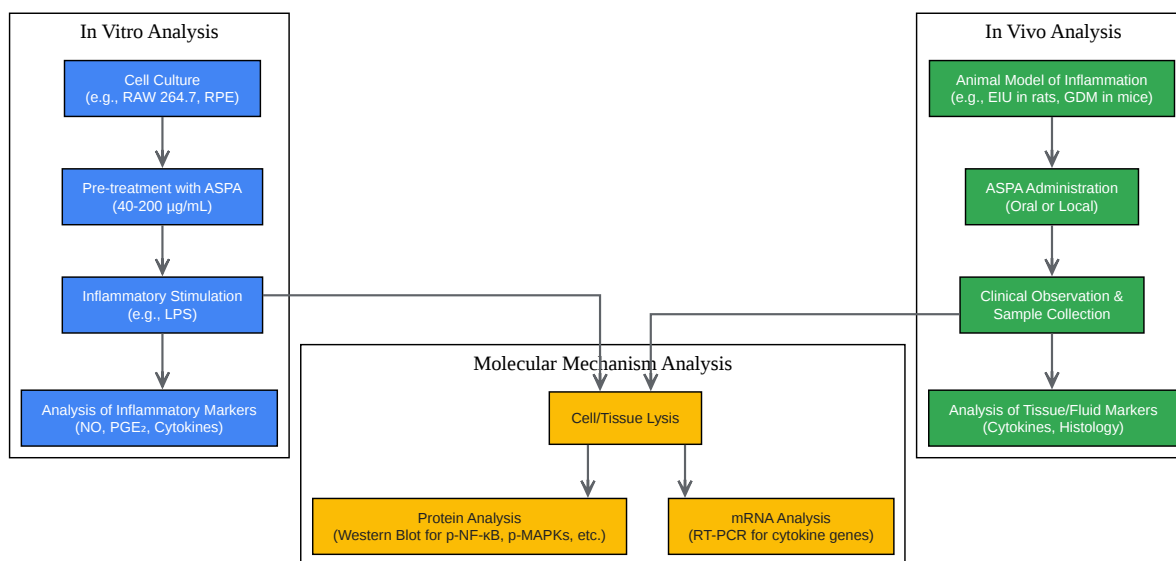 In Vitro Analysis
Cell Culture
(e.g., RAW 264.7, RPE)
Pre-treatment with ASPA
(40-200 µg/mL)
Inflammatory Stimulation
(e.g., LPS)
Analysis of Inflammatory Markers
(NO, PGE₂, Cytokines)
In Vivo Analysis
Animal Model of Inflammation
(e.g., EIU in rats, GDM in mice)
ASPA Administration
(Oral or Local)
Clinical Observation &
Sample Collection
Analysis of Tissue/Fluid Markers
(Cytokines, Histology)
Molecular Mechanism Analysis
Cell/Tissue Lysis
Protein Analysis
(Western Blot for p-NF-κB, p-MAPKs, etc.)
mRNA Analysis
(RT-PCR for cytokine genes)